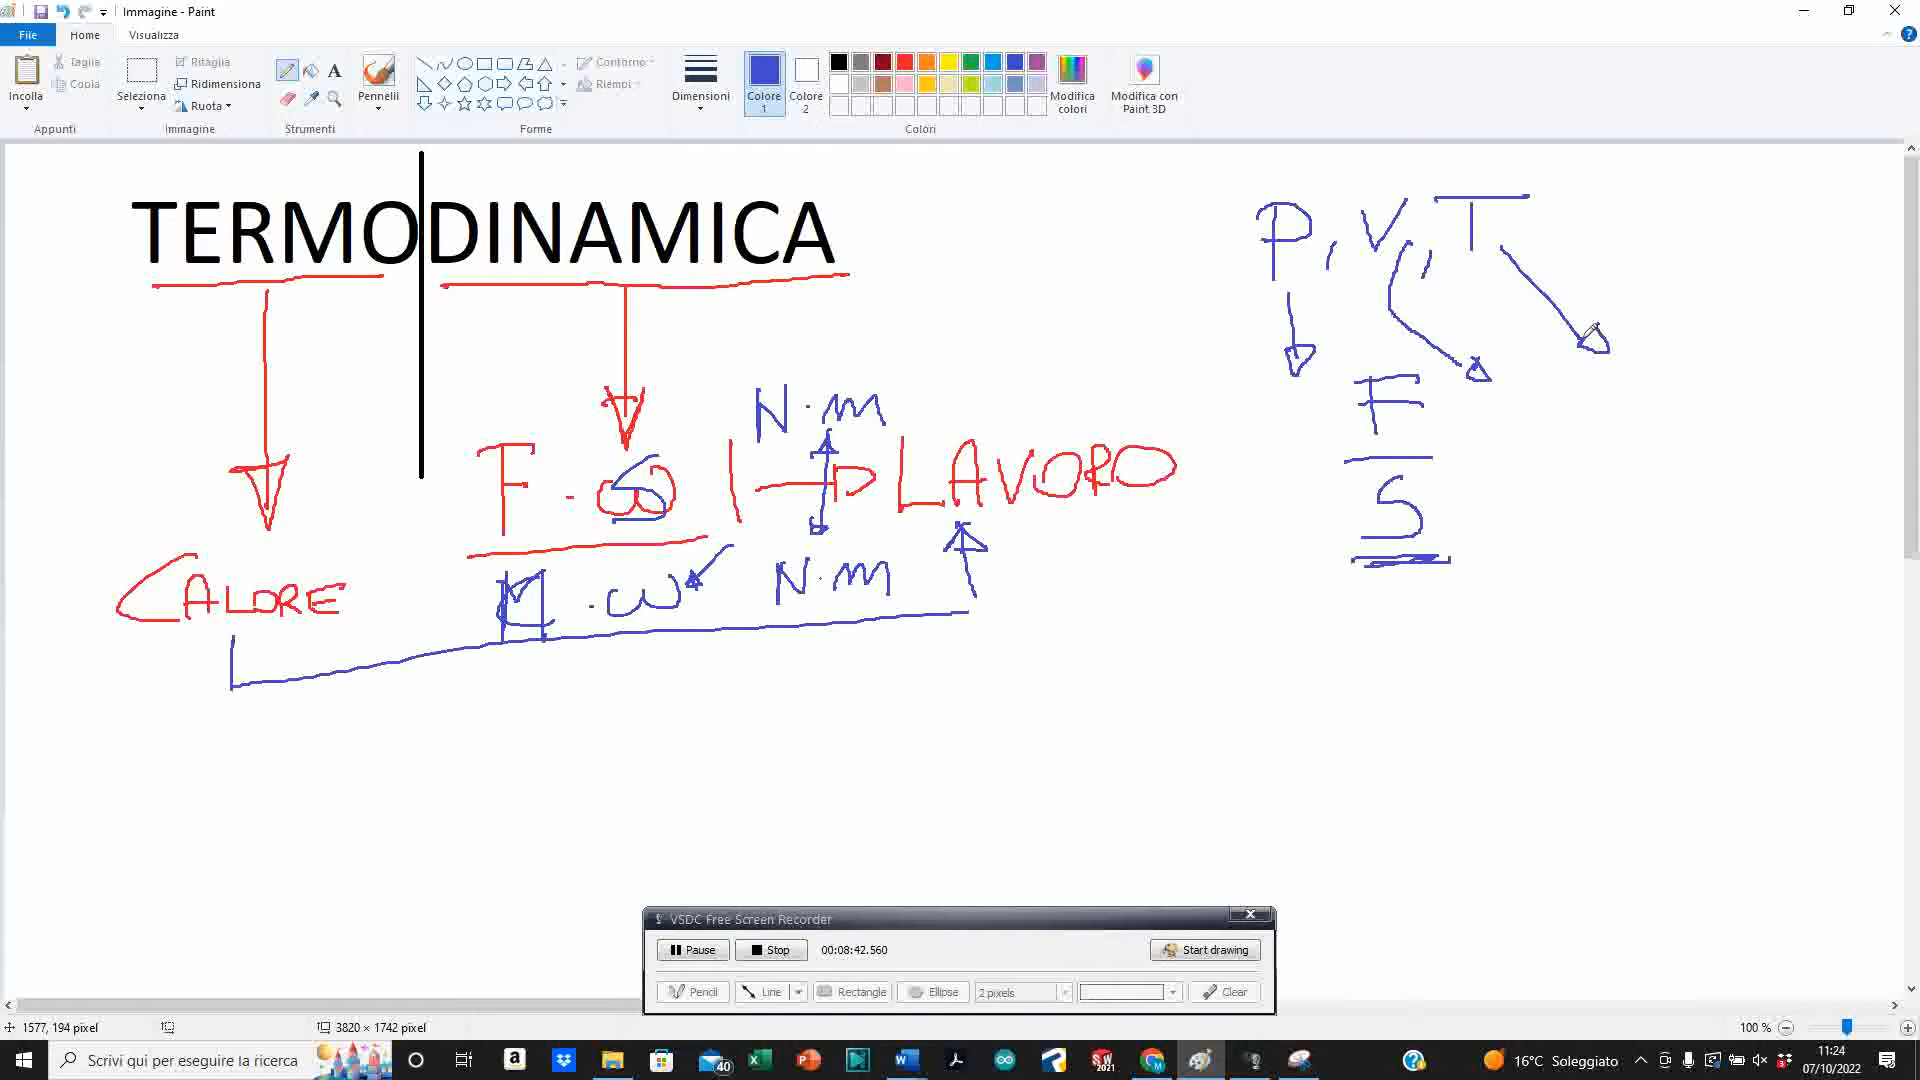 Immagine - Paint
File Home Visualizza
Incolla
Taglia
Copia
Appunti
Seleziona
Ritaglia
Ridimensiona
Ruota
Immagine
Strumenti
Pennelli
Forme
Contorno
Riempi
Dimensioni
Colore 1
Colore 2
Colori
Modifica colori
Modifica con Paint 3D
TERMODINAMICA
P, V, T
N·m
F · S
LAVORO
F
S
CALORE
M · ω
N·m
VSDC Free Screen Recorder
Pause Stop 00:08:42.560 Start drawing
Pencil Line Rectangle Ellipse 2 pixels Clear
1577, 194 pixel 3820 × 1742 pixel 100 %
Scrivi qui per eseguire la ricerca
40
SW 2021
16°C Soleggiato
11:24
07/10/2022